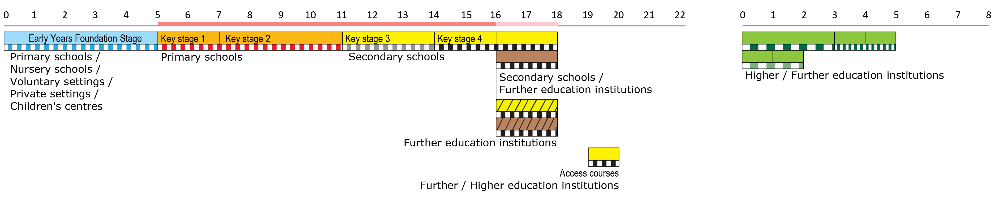 0 1 2 3 4 5 6 7 8 9 10 11 12 13 14 15 16 17 18 19 20 21 22
0 1 2 3 4 5 6 7 8
Early Years Foundation Stage
Key stage 1
Key stage 2
Key stage 3
Key stage 4
Primary schools /
Nursery schools /
Voluntary settings /
Private settings /
Children's centres
Primary schools
Secondary schools
Secondary schools /
Further education institutions
Further education institutions
Access courses
Further / Higher education institutions
Higher / Further education institutions